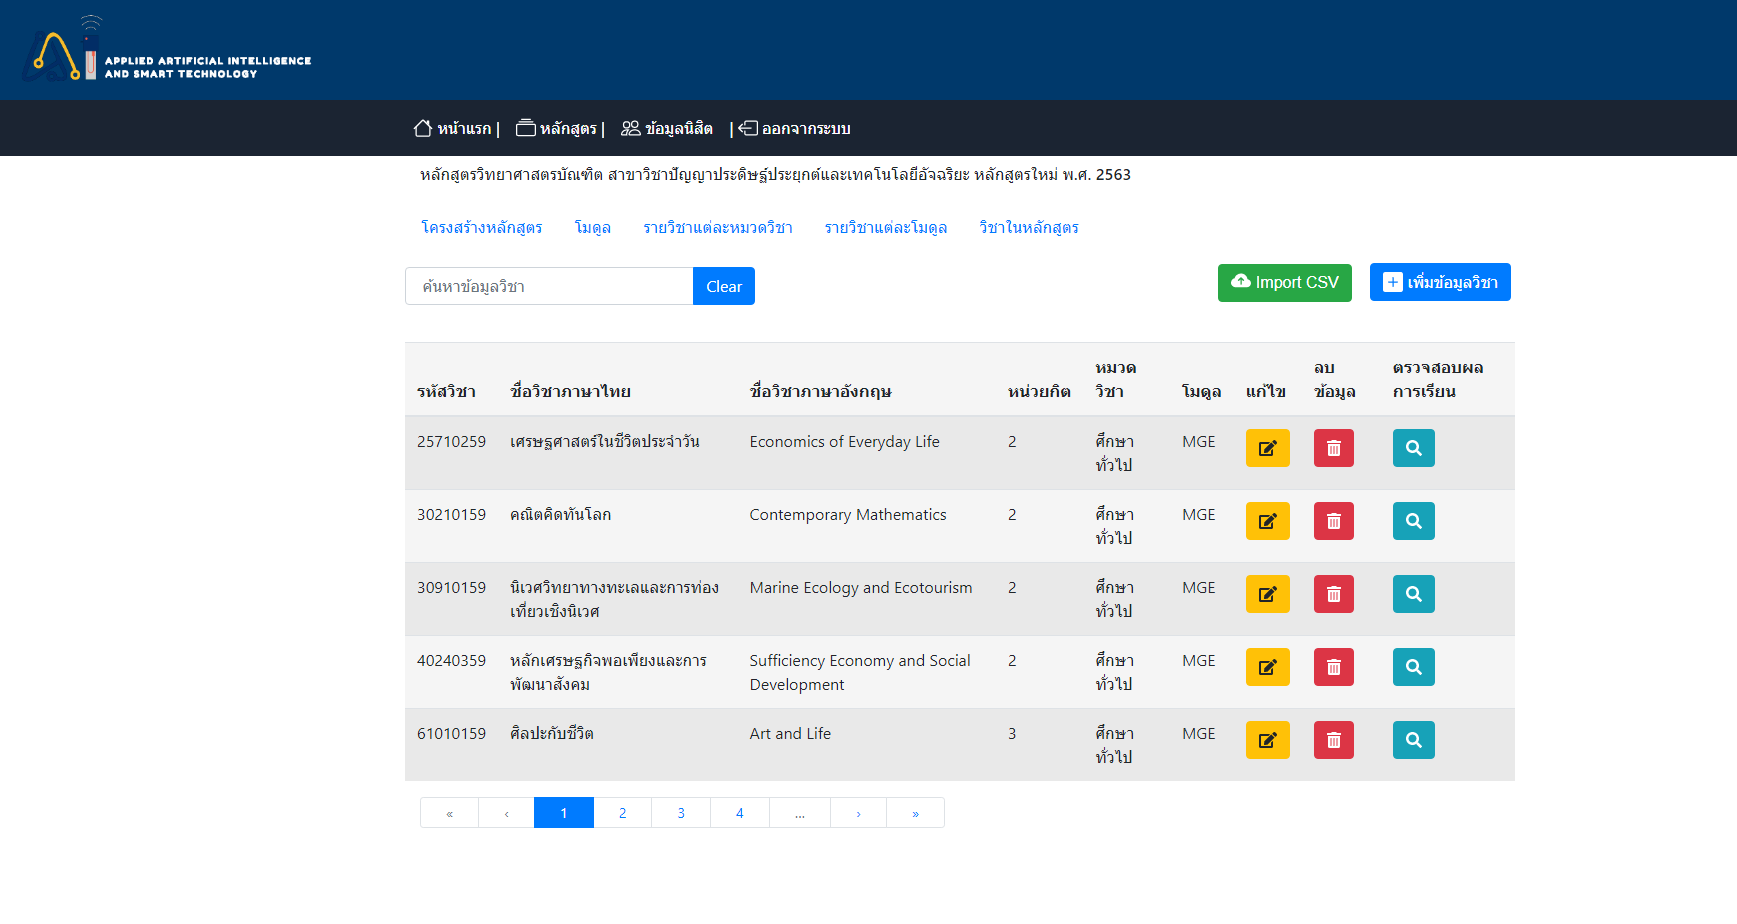 APPLIED ARTIFICIAL INTELLIGENCE
AND SMART TECHNOLOGY
หน้าแรก | หลักสูตร | ข้อมูลนิสิต | ออกจากระบบ
หลักสูตรวิทยาศาสตรบัณฑิต สาขาวิชาปัญญาประดิษฐ์ประยุกต์และเทคโนโลยีอัจฉริยะ หลักสูตรใหม่ พ.ศ. 2563
โครงสร้างหลักสูตร โมดูล รายวิชาแต่ละหมวดวิชา รายวิชาแต่ละโมดูล วิชาในหลักสูตร
ค้นหาข้อมูลวิชา Clear Import CSV เพิ่มข้อมูลวิชา
หมวด ลบ ตรวจสอบผล
รหัสวิชา ชื่อวิชาภาษาไทย ชื่อวิชาภาษาอังกฤษ หน่วยกิต วิชา โมดูล แก้ไข ข้อมูล การเรียน
25710259 เศรษฐศาสตร์ในชีวิตประจำวัน Economics of Everyday Life 2 ศึกษา MGE
ทั่วไป
30210159 คณิตคิดทันโลก Contemporary Mathematics 2 ศึกษา MGE
ทั่วไป
30910159 นิเวศวิทยาทางทะเลและการท่อง Marine Ecology and Ecotourism 2 ศึกษา MGE
เที่ยวเชิงนิเวศ ทั่วไป
40240359 หลักเศรษฐกิจพอเพียงและการ Sufficiency Economy and Social 2 ศึกษา MGE
พัฒนาสังคม Development ทั่วไป
61010159 ศิลปะกับชีวิต Art and Life 3 ศึกษา MGE
ทั่วไป
« ‹ 1 2 3 4 ... › »